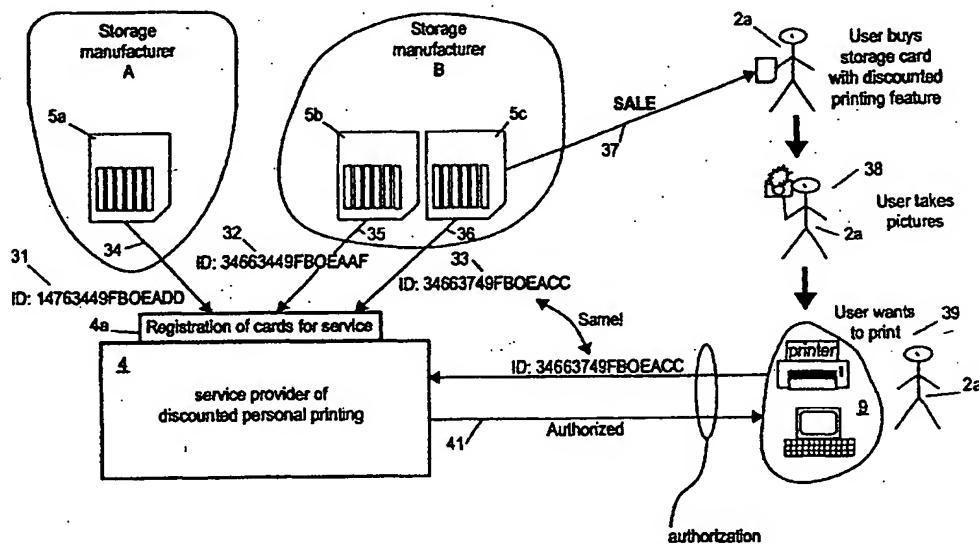 Storage
manufacturer
A
5a
Storage
manufacturer
B
5b
5c
SALE
37
2a
User buys
storage card
with discounted
printing feature
38
User takes
pictures
2a
31
34
32
35
36
33
ID: 14763449FBOEADD
ID: 34663449FBOEAAF
ID: 34663749FBOEACC
4a
Registration of cards for service
Same!
User wants
to print
39
printer
2a
9
4
service provider of
discounted personal printing
ID: 34663749FBOEACC
41
Authorized
authorization